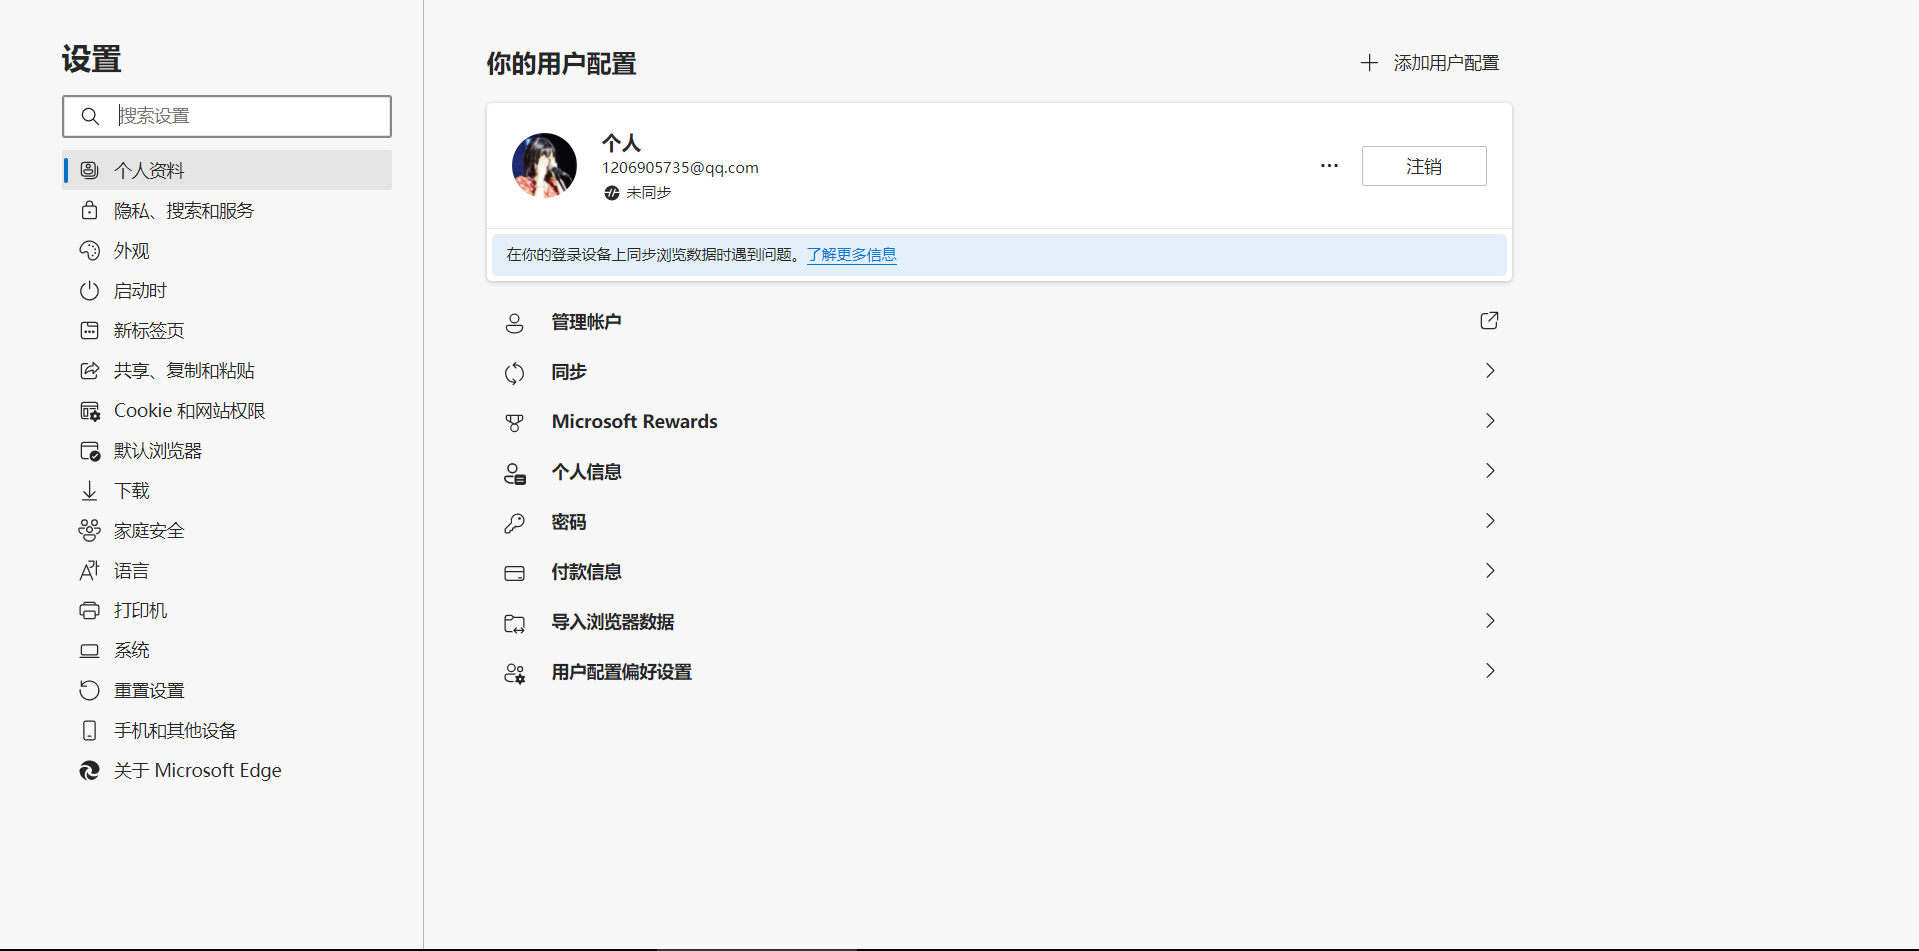 设置
搜索设置
个人资料
隐私、搜索和服务
外观
启动时
新标签页
共享、复制和粘贴
Cookie 和网站权限
默认浏览器
下载
家庭安全
语言
打印机
系统
重置设置
手机和其他设备
关于 Microsoft Edge
你的用户配置
添加用户配置
个人
1206905735@qq.com
未同步
注销
在你的登录设备上同步浏览数据时遇到问题。了解更多信息
管理帐户
同步
Microsoft Rewards
个人信息
密码
付款信息
导入浏览器数据
用户配置偏好设置